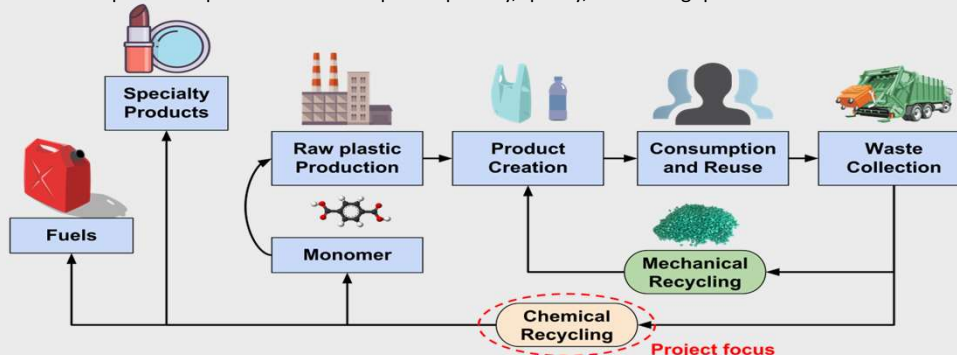 Specialty
Products
Raw plastic
Production
Product
Creation
Consumption
and Reuse
Waste
Collection
Fuels
Monomer
Mechanical
Recycling
Chemical
Recycling
Project focus